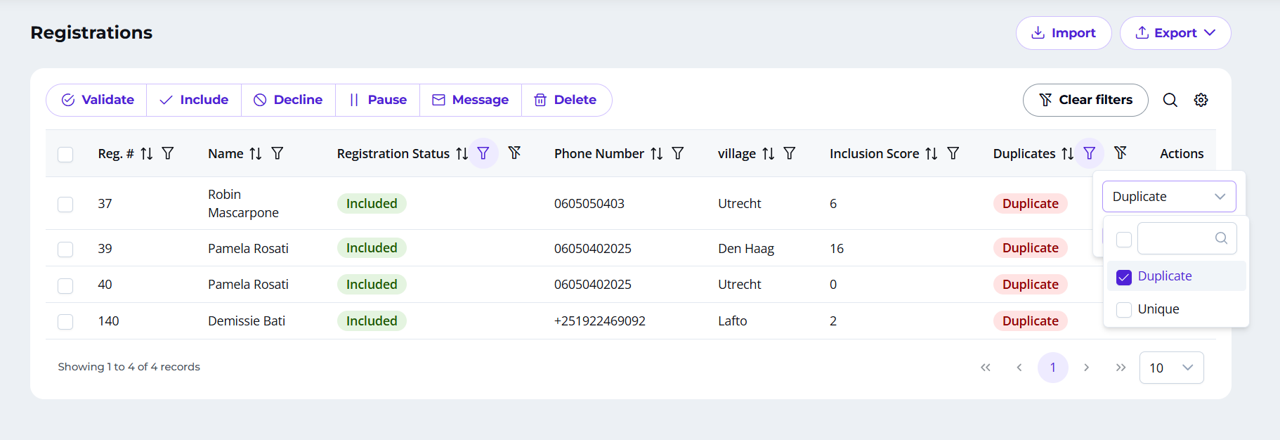 Registrations
Import
Export
Validate
Include
Decline
Pause
Message
Delete
Clear filters
Reg. # Name Registration Status Phone Number village Inclusion Score Duplicates Actions
37 Robin Mascarpone Included 0605050403 Utrecht 6 Duplicate
39 Pamela Rosati Included 06050402025 Den Haag 16 Duplicate
40 Pamela Rosati Included 06050402025 Utrecht 0 Duplicate
140 Demissie Bati Included +251922469092 Lafto 2 Duplicate
Duplicate
Duplicate
Unique
Showing 1 to 4 of 4 records
1
10